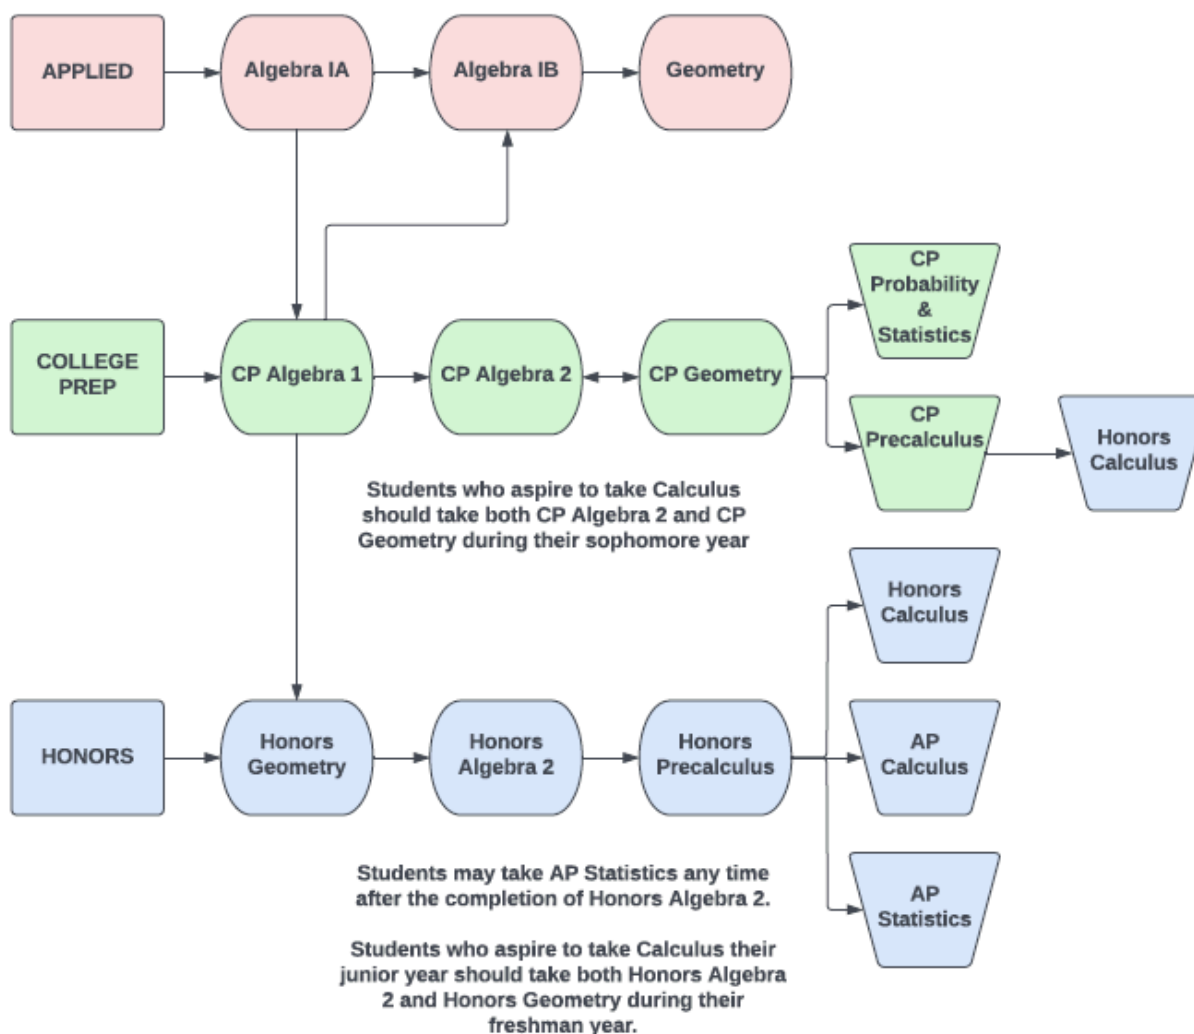 APPLIED
Algebra IA
Algebra IB
Geometry
CP
Probability
&
Statistics
COLLEGE
PREP
CP Algebra 1
CP Algebra 2
CP Geometry
CP
Precalculus
Honors
Calculus
Students who aspire to take Calculus
should take both CP Algebra 2 and CP
Geometry during their sophomore year
Honors
Calculus
HONORS
Honors
Geometry
Honors
Algebra 2
Honors
Precalculus
AP
Calculus
Students may take AP Statistics any time
after the completion of Honors Algebra 2.
AP
Statistics
Students who aspire to take Calculus their
junior year should take both Honors Algebra
2 and Honors Geometry during their
freshman year.